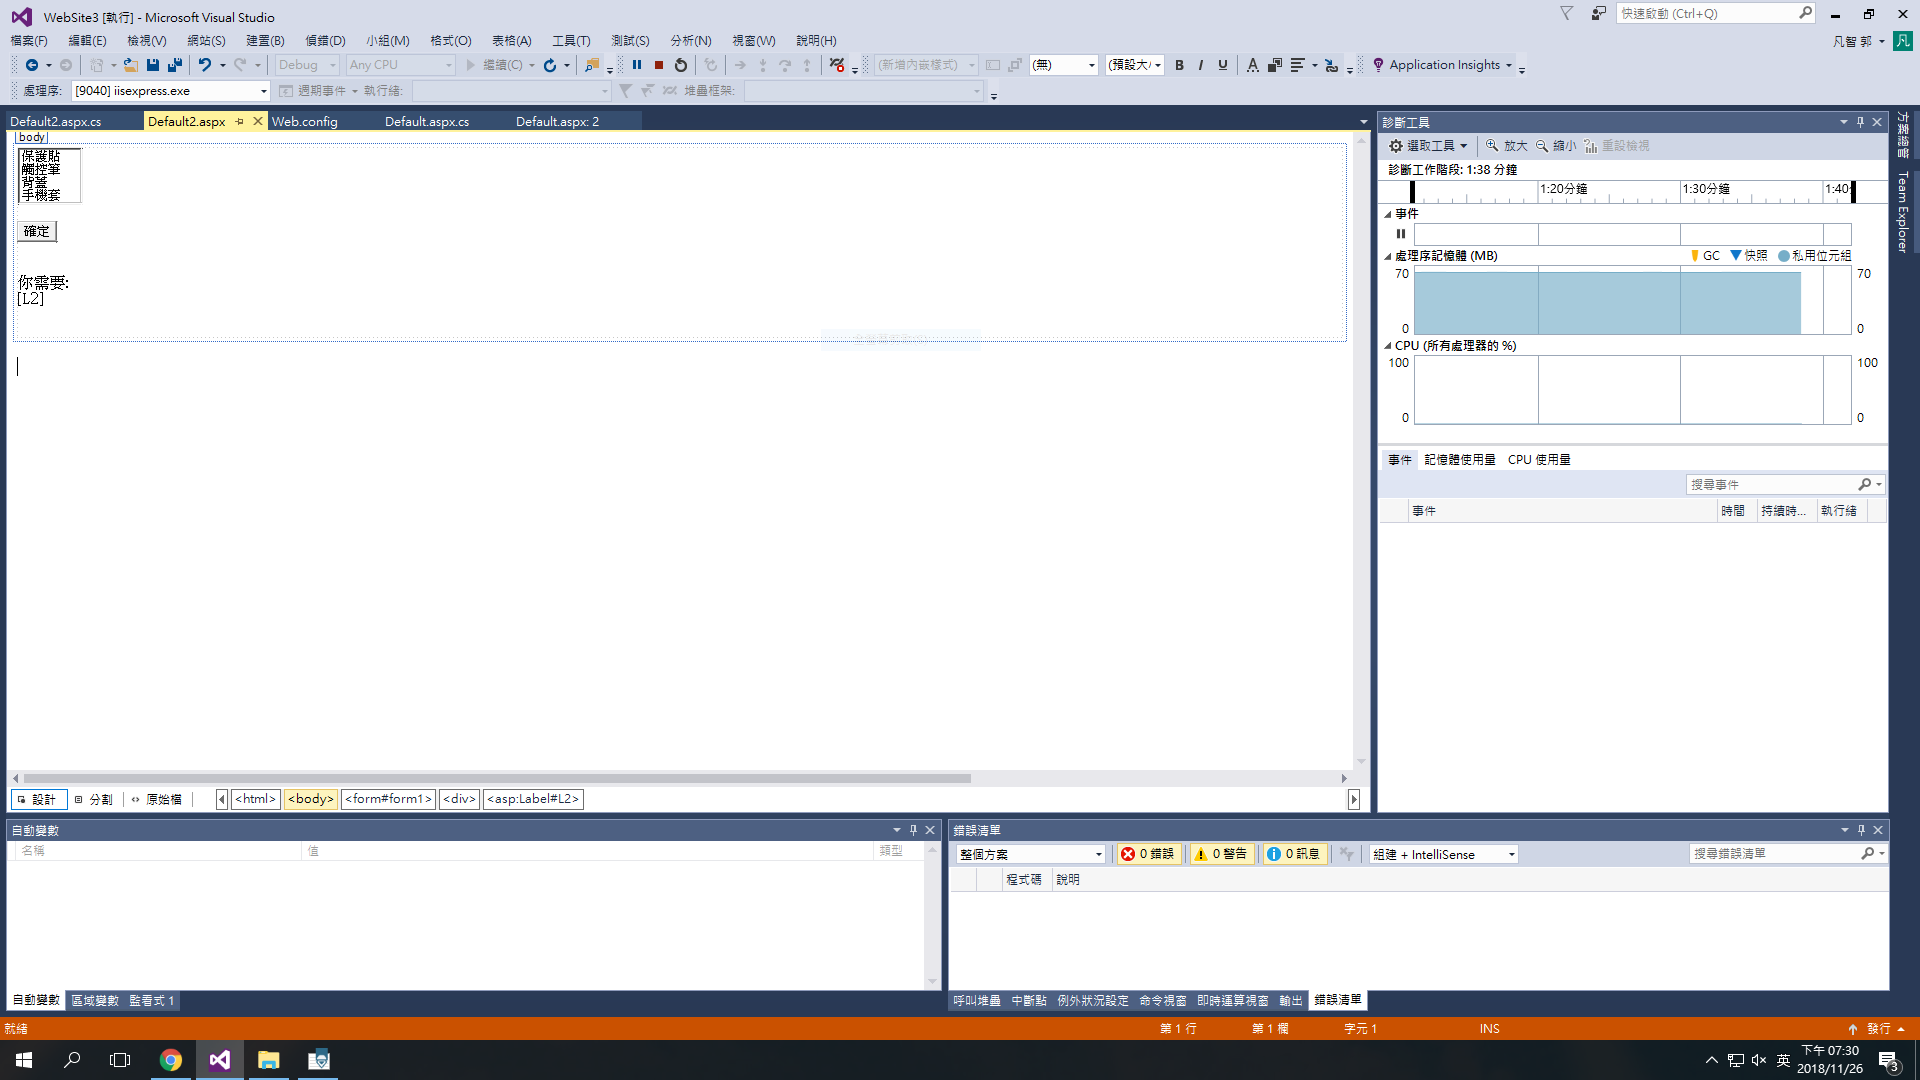 WebSite3 [執行] - Microsoft Visual Studio
快速啟動 (Ctrl+Q)
檔案(F) 編輯(E) 檢視(V) 網站(S) 建置(B) 偵錯(D) 小組(M) 格式(O) 表格(A) 工具(T) 測試(S) 分析(N) 視窗(W) 說明(H)
凡智 郭 凡
Debug Any CPU 繼續(C) (新增內嵌樣式) (無) (預設大/ B I U A Application Insights
處理序: [9040] iisexpress.exe 週期事件 執行緒: 堆疊框架:
Default2.aspx.cs Default2.aspx Web.config Default.aspx.cs Default.aspx: 2
body
保護貼
觸控筆
背蓋
手機套
確定
你需要:
[L2]
設計 分割 原始檔 <html> <body> <form#form1> <div> <asp:Label#L2>
診斷工具
選取工具 放大 縮小 重設檢視
診斷工作階段: 1:38 分鐘
1:20分鐘 1:30分鐘 1:40
事件
處理序記憶體 (MB) GC 快照 私用位元組
70 70
0 0
CPU (所有處理器的 %)
100 100
0 0
事件 記憶體使用量 CPU 使用量
搜尋事件
事件 時間 持續時... 執行緒
方案總管
Team Explorer
自動變數
名稱 值 類型
自動變數 區域變數 監看式 1
錯誤清單
整個方案 0 錯誤 0 警告 0 訊息 組建 + IntelliSense 搜尋錯誤清單
程式碼 說明
呼叫堆疊 中斷點 例外狀況設定 命令視窗 即時運算視窗 輸出 錯誤清單
就緒 第 1 行 第 1 欄 字元 1 INS 發行
英 下午 07:30
2018/11/26 3